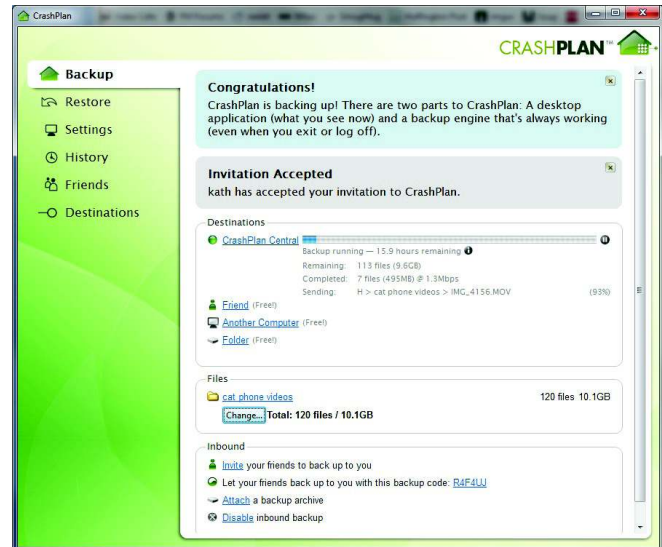 CrashPlan
CRASHPLAN™
Backup
Restore
Settings
History
Friends
Destinations
Congratulations!
CrashPlan is backing up! There are two parts to CrashPlan: A desktop
application (what you see now) and a backup engine that's always working
(even when you exit or log off).
Invitation Accepted
kath has accepted your invitation to CrashPlan.
Destinations
CrashPlan Central
Backup running — 15.9 hours remaining
Remaining: 113 files (9.6GB)
Completed: 7 files (495MB) @ 1.3Mbps
Sending: H > cat phone videos > IMG_4156.MOV (93%)
Friend (Free!)
Another Computer (Free!)
Folder (Free!)
Files
cat phone videos 120 files 10.1GB
Change... Total: 120 files / 10.1GB
Inbound
Invite your friends to back up to you
Let your friends back up to you with this backup code: R4F4UJ
Attach a backup archive
Disable inbound backup